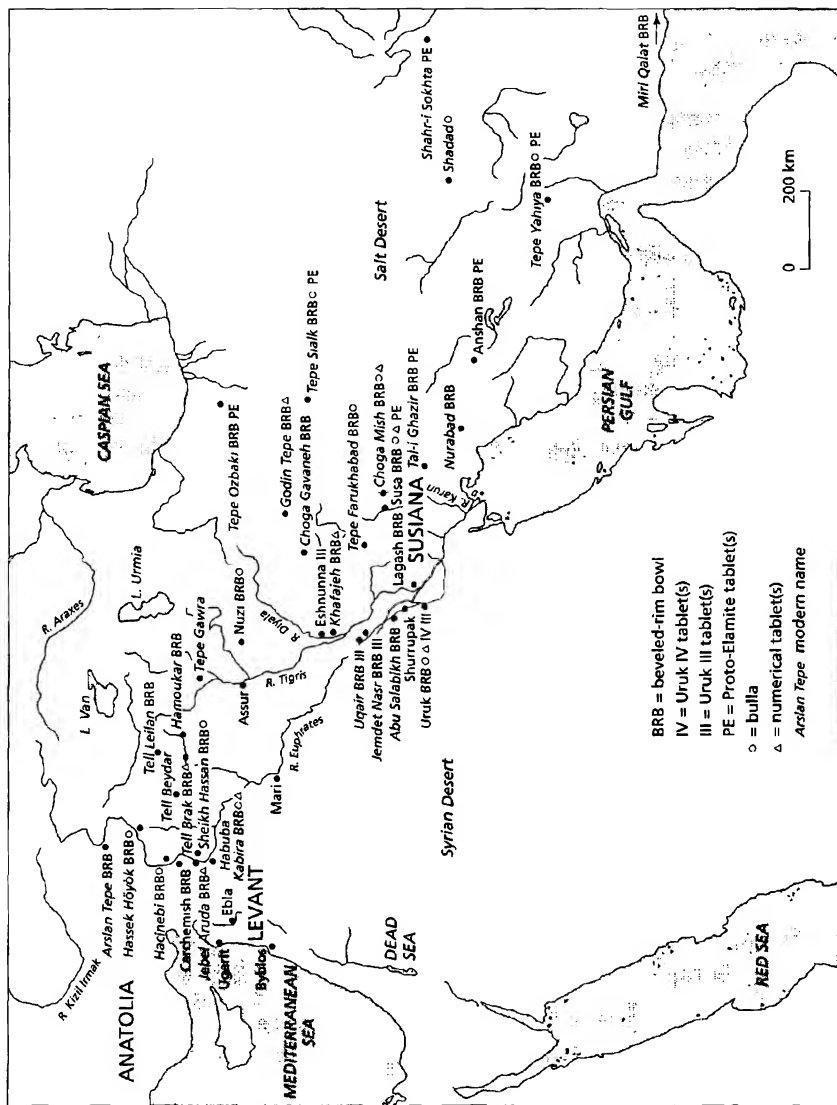 CASPIAN SEA
R. Araxes
L. Urmia
L. Van
R Kizil Irmak
ANATOLIA
Arslan Tepe BRB
Hassek Höyök BRB○
Hacinebi BRB○
Carchemish BRB
Jebel Aruda BRB△
Ugarit
Byblos
MEDITERRANEAN
SEA
LEVANT
Ebla
Habuba
Kabira BRB○△
Sheikh Hassan BRB○
Tell Brak BRB△
Tell Beydar
Tell Leilan BRB
Hamoukar BRB
Tepe Gawra
Nuzi BRB○
Assur
R. Tigris
R. Euphrates
Mari
R Diyala
Eshnunna III
Khafajeh BRB△
Tepe Ozbaki BRB PE
Godin Tepe BRB△
Choga Gavaneh BRB
Tepe Sialk BRB○ PE
Tepe Farukhabad BRB○
Choga Mish BRB○△
Susa BRB ○△ PE
Tal-i Ghazir BRB PE
SUSIANA
R. Karun
Lagash BRB
Uqair BRB III
Jemdet Nasr BRB III
Abu Salabikh BRB
Shurrupak
Uruk BRB○△ IV III
Nurabad BRB
Anshan BRB PE
Salt Desert
Shahr-i Sokhta PE
Shadad○
Tepe Yahiya BRB○ PE
Miri Qalat BRB
PERSIAN
GULF
Syrian Desert
DEAD
SEA
RED SEA
BRB = beveled-rim bowl
IV = Uruk IV tablet(s)
III = Uruk III tablet(s)
PE = Proto-Elamite tablet(s)
○ = bulla
△ = numerical tablet(s)
Arslan Tepe modern name
0 200 km